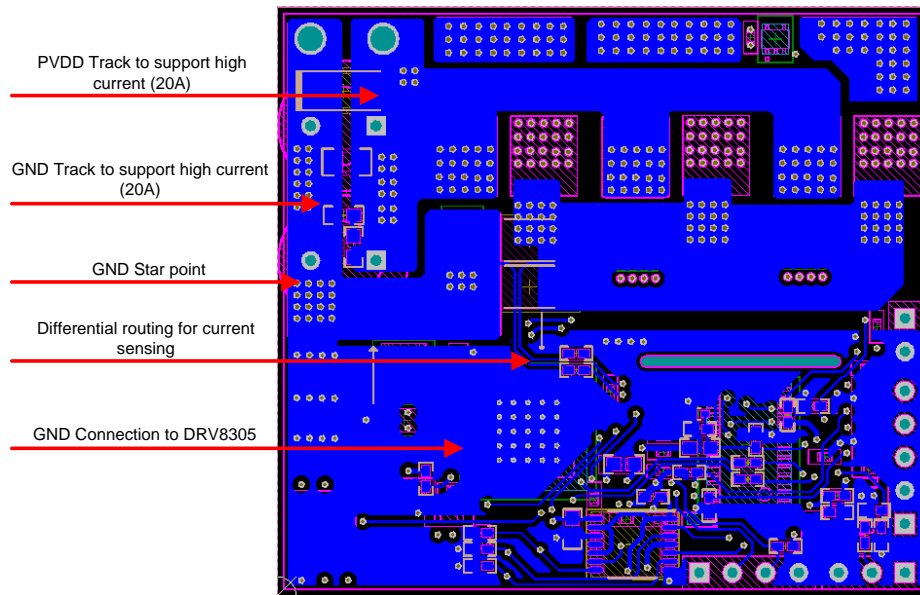 PVDD Track to support high
current (20A)
GND Track to support high current
(20A)
GND Star point
Differential routing for current
sensing
GND Connection to DRV8305